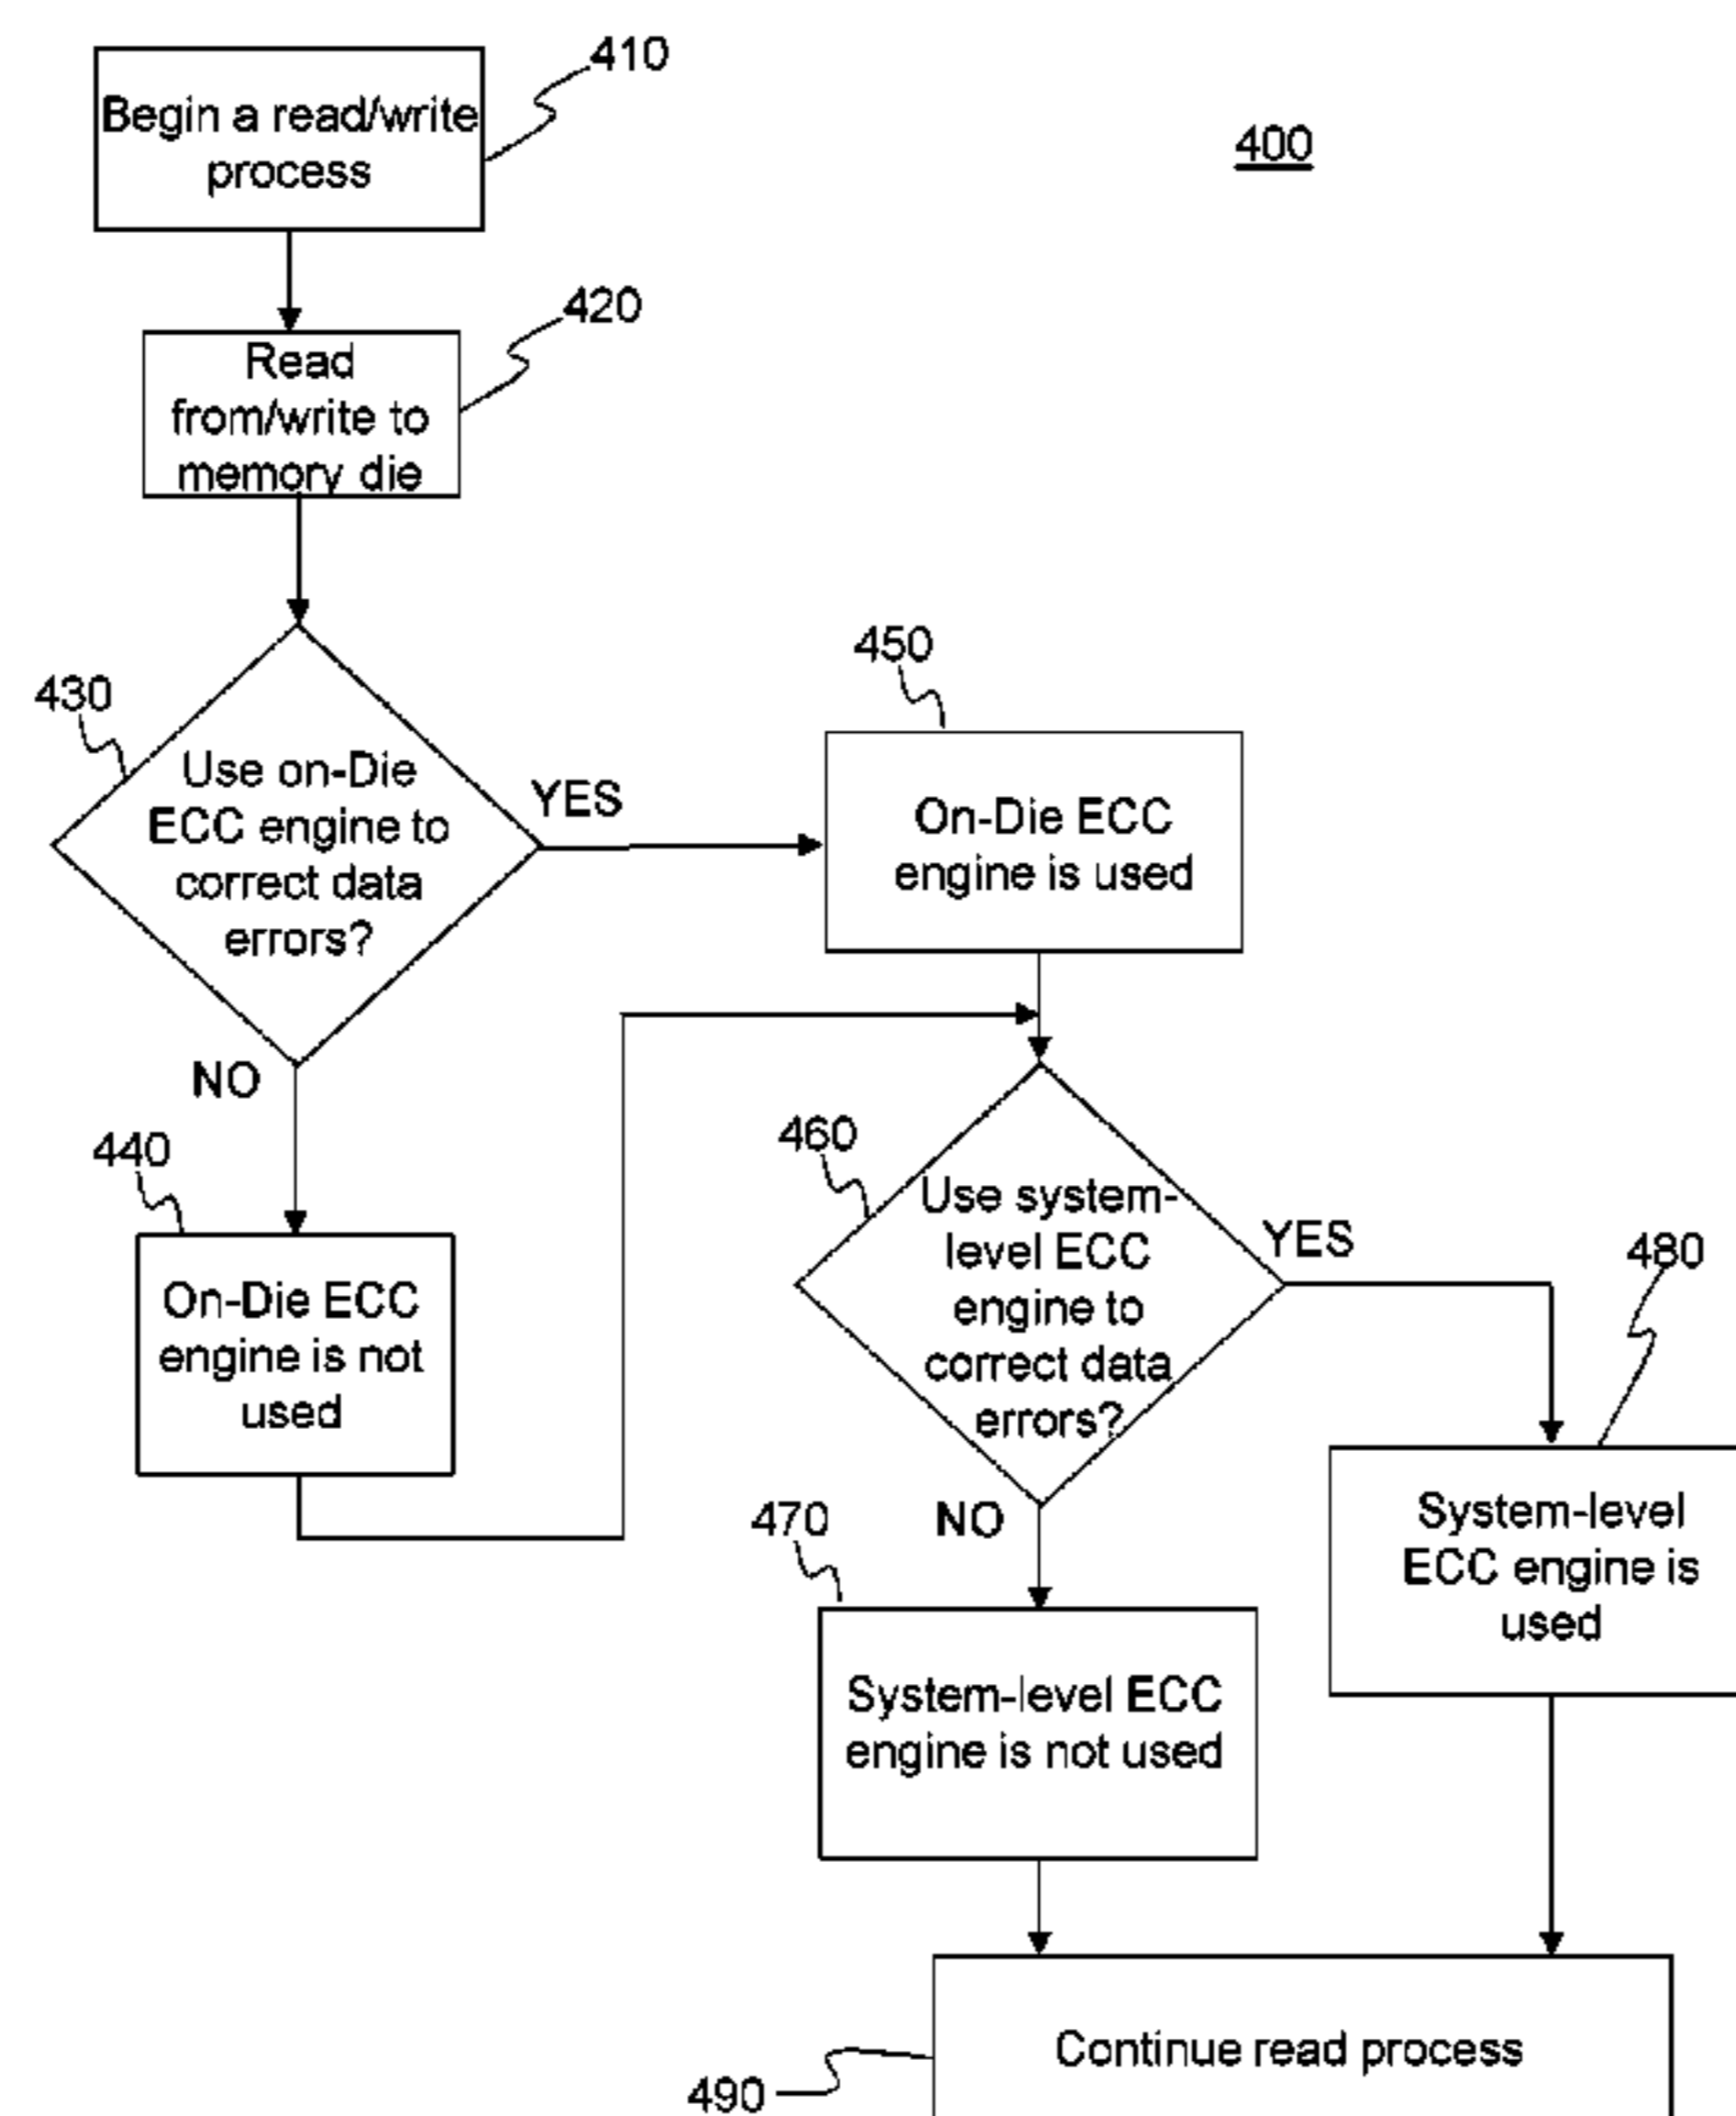 410
Begin a read/write
process
400
420
Read
from/write to
memory die
430
Use on-Die
ECC engine to
correct data
errors?
YES
450
On-Die ECC
engine is used
NO
440
On-Die ECC
engine is not
used
460
Use system-
level ECC
engine to
correct data
errors?
YES
480
System-level
ECC engine is
used
NO
470
System-level ECC
engine is not used
Continue read process
490